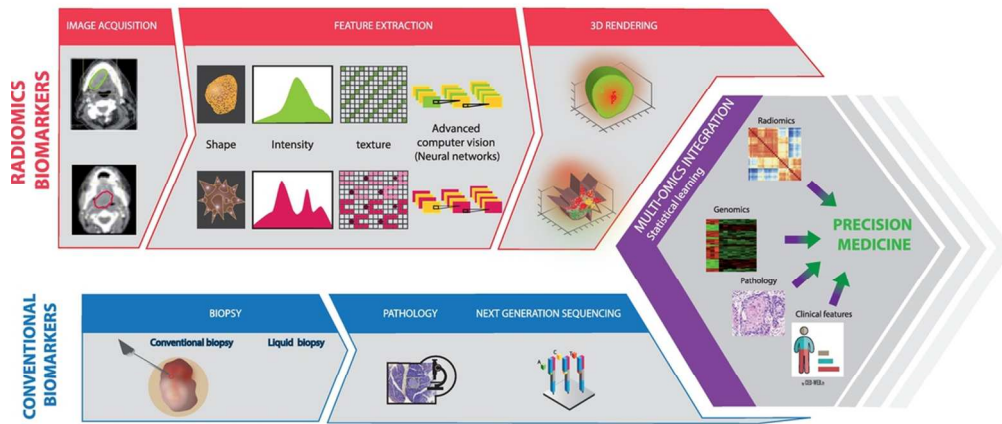 RADIOMICS
BIOMARKERS
IMAGE ACQUISITION
FEATURE EXTRACTION
3D RENDERING
Shape
Intensity
texture
Advanced
computer vision
(Neural networks)
CONVENTIONAL
BIOMARKERS
BIOPSY
Conventional biopsy
Liquid biopsy
PATHOLOGY
NEXT GENERATION SEQUENCING
MULTI-OMICS INTEGRATION
Statistical learning
Radiomics
Genomics
Pathology
Clinical features
PRECISION
MEDICINE